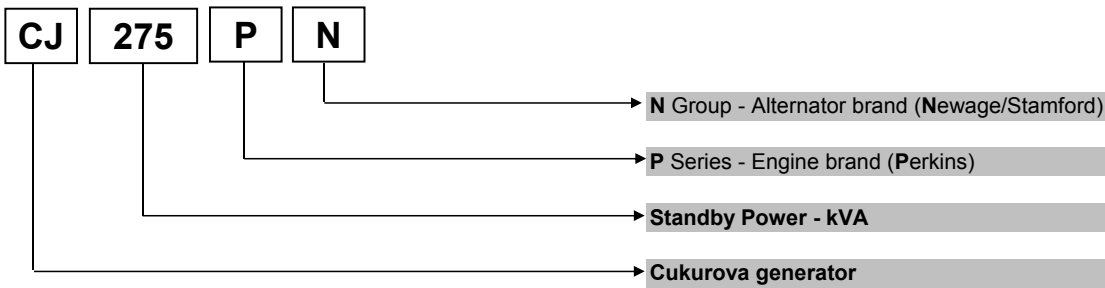 CJ 275 P N
N Group - Alternator brand (Newage/Stamford)
P Series - Engine brand (Perkins)
Standby Power - kVA
Cukurova generator